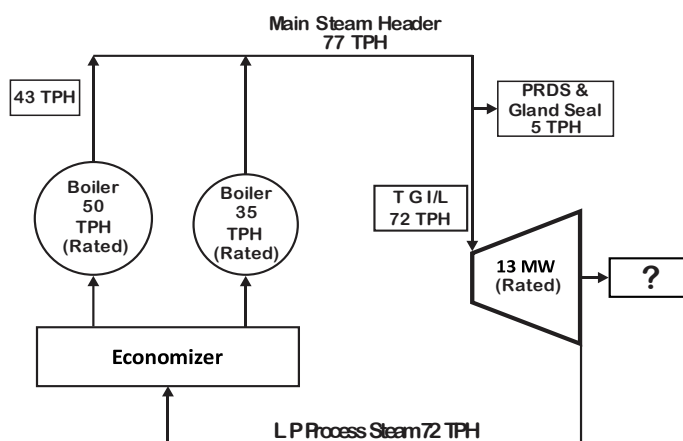 Main Steam Header
77 TPH
43 TPH
PRDS &
Gland Seal
5 TPH
Boiler
50
TPH
(Rated)
Boiler
35
TPH
(Rated)
T G I/L
72 TPH
13 MW
(Rated)
?
Economizer
L P Process Steam 72 TPH